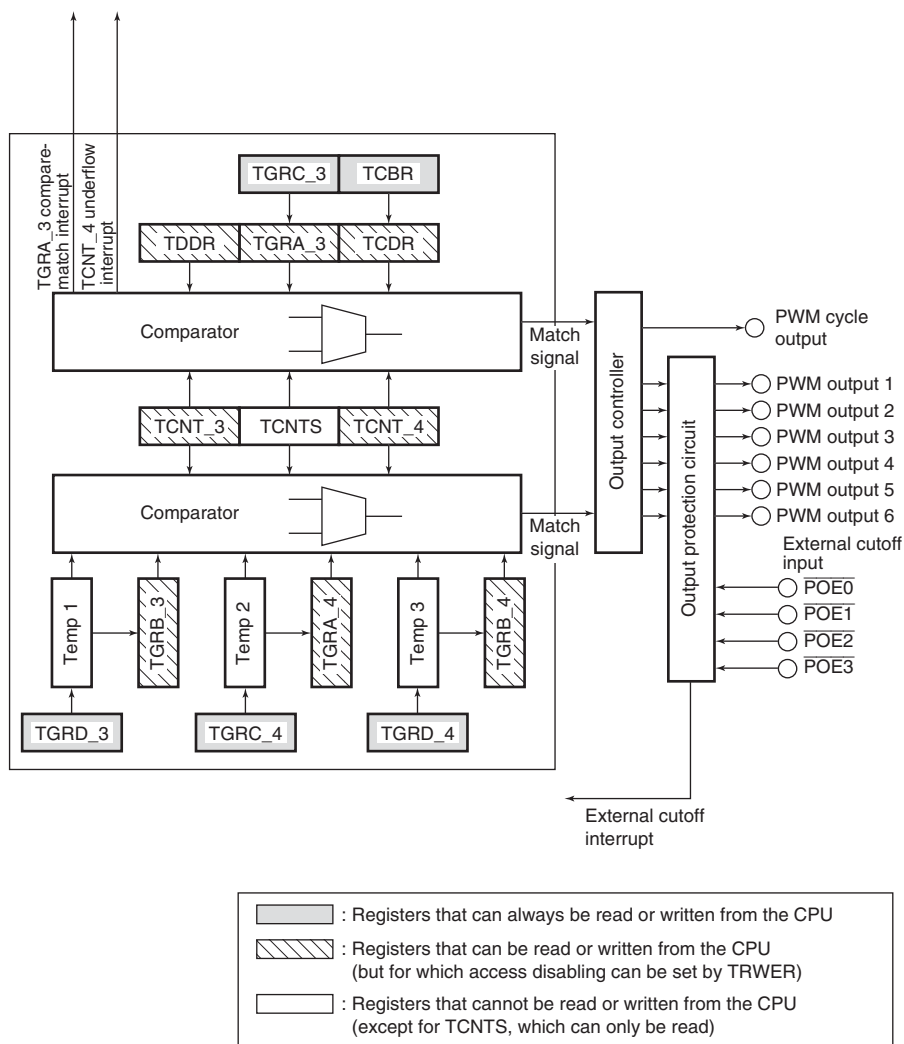 TGRA_3 compare-
match interrupt
TCNT_4 underflow
interrupt
TGRC_3
TCBR
TDDR
TGRA_3
TCDR
Comparator
Match
signal
Output controller
PWM cycle
output
Output protection circuit
PWM output 1
PWM output 2
PWM output 3
PWM output 4
PWM output 5
PWM output 6
TCNT_3
TCNTS
TCNT_4
Comparator
Match
signal
External cutoff
input
POE0
POE1
POE2
POE3
Temp 1
TGRB_3
Temp 2
TGRA_4
Temp 3
TGRB_4
TGRD_3
TGRC_4
TGRD_4
External cutoff
interrupt
: Registers that can always be read or written from the CPU
: Registers that can be read or written from the CPU
(but for which access disabling can be set by TRWER)
: Registers that cannot be read or written from the CPU
(except for TCNTS, which can only be read)